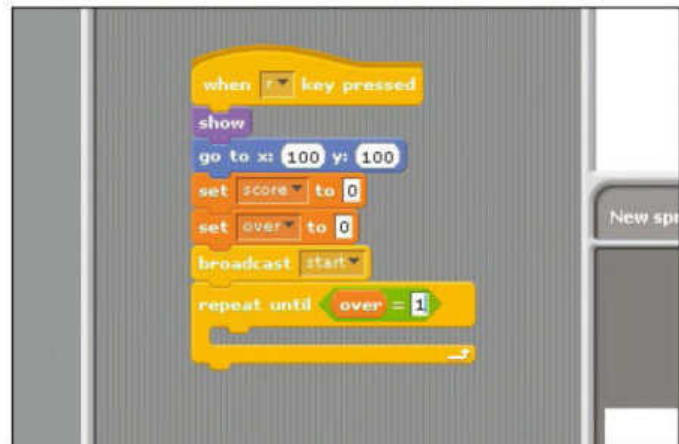 when r key pressed
show
go to x: 100 y: 100
set score to 0
set over to 0
New spr
broadcast start
repeat until over = 1